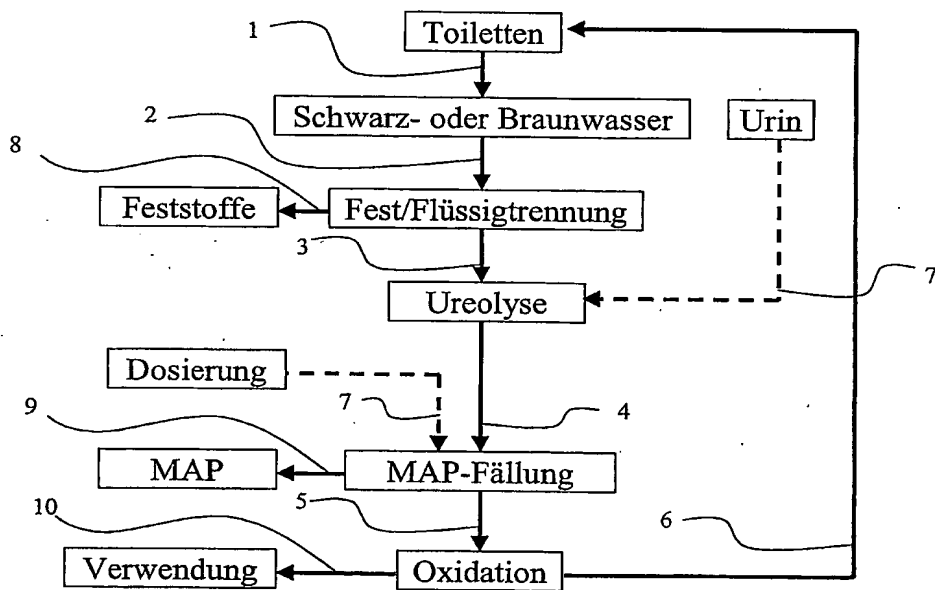 1
Toiletten
2
Schwarz- oder Braunwasser
Urin
8
Feststoffe
Fest/Flüssigtrennung
3
7
Ureolyse
Dosierung
7
4
9
MAP
MAP-Fällung
5
10
6
Verwendung
Oxidation